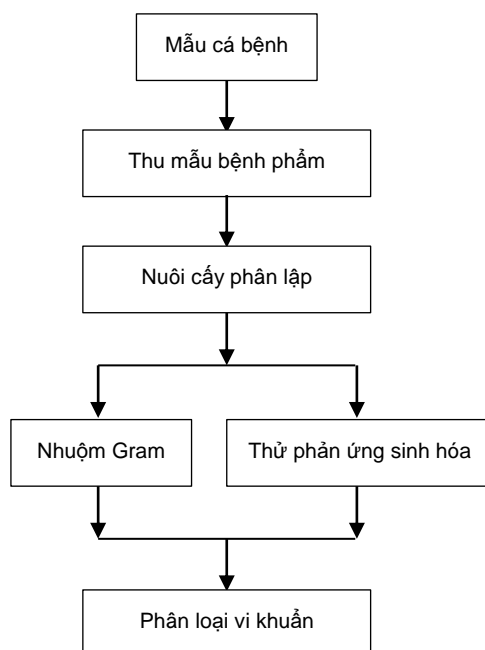 Mẫu cá bệnh
Thu mẫu bệnh phẩm
Nuôi cấy phân lập
Nhuộm Gram
Thử phản ứng sinh hóa
Phân loại vi khuẩn